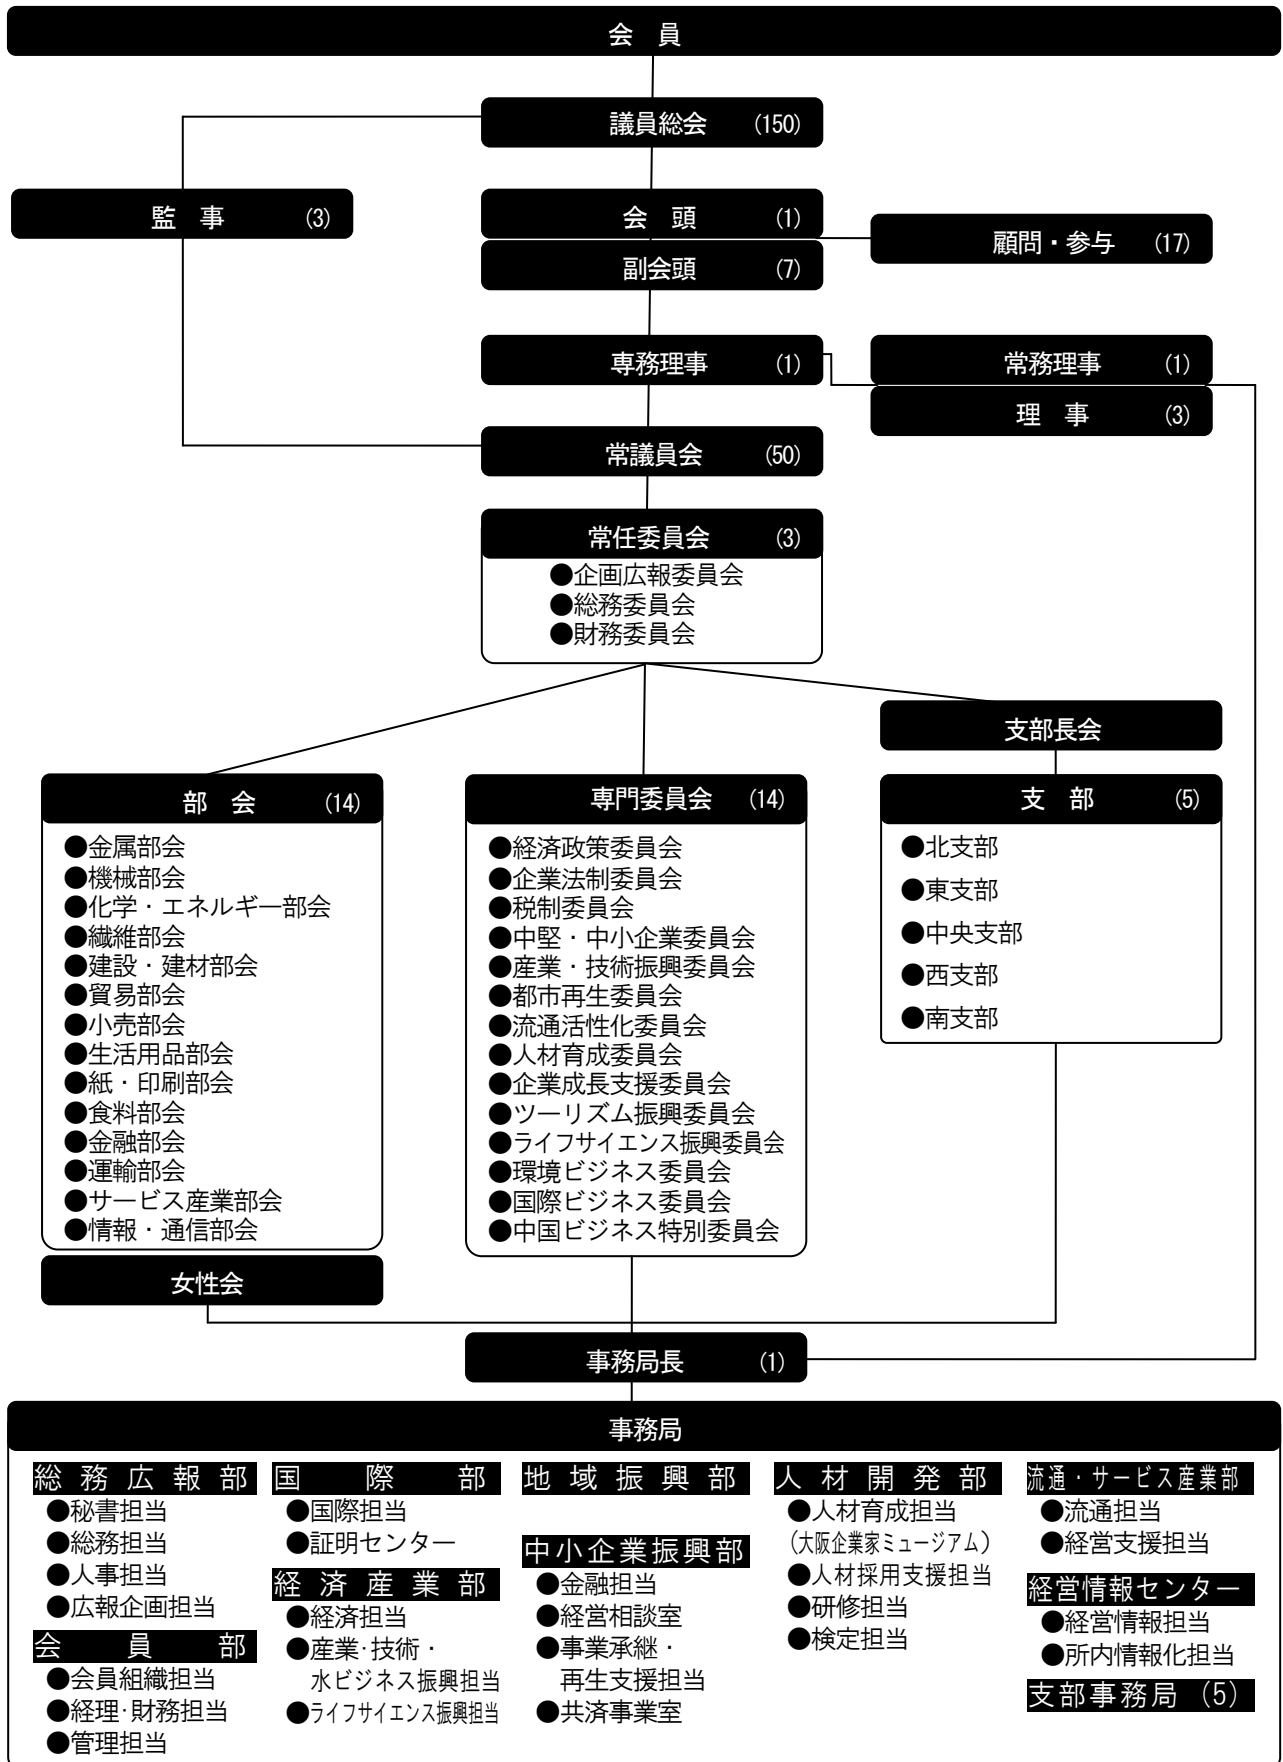 会　員
議員総会　(150)
監　事　(3)
会　頭　(1)
副会頭　(7)
顧問・参与　(17)
専務理事　(1)
常務理事　(1)
理　事　(3)
常議員会　(50)
常任委員会　(3)
●企画広報委員会
●総務委員会
●財務委員会
部　会　(14)
●金属部会
●機械部会
●化学・エネルギー部会
●繊維部会
●建設・建材部会
●貿易部会
●小売部会
●生活用品部会
●紙・印刷部会
●食料部会
●金融部会
●運輸部会
●サービス産業部会
●情報・通信部会
女性会
専門委員会　(14)
●経済政策委員会
●企業法制委員会
●税制委員会
●中堅・中小企業委員会
●産業・技術振興委員会
●都市再生委員会
●流通活性化委員会
●人材育成委員会
●企業成長支援委員会
●ツーリズム振興委員会
●ライフサイエンス振興委員会
●環境ビジネス委員会
●国際ビジネス委員会
●中国ビジネス特別委員会
支部長会
支　部　(5)
●北支部
●東支部
●中央支部
●西支部
●南支部
事務局長　(1)
事務局
総務広報部
●秘書担当
●総務担当
●人事担当
●広報企画担当
会員部
●会員組織担当
●経理・財務担当
●管理担当
国際部
●国際担当
●証明センター
経済産業部
●経済担当
●産業・技術・
水ビジネス振興担当
●ライフサイエンス振興担当
地域振興部
中小企業振興部
●金融担当
●経営相談室
●事業承継・
再生支援担当
●共済事業室
人材開発部
●人材育成担当
（大阪企業家ミュージアム）
●人材採用支援担当
●研修担当
●検定担当
流通・サービス産業部
●流通担当
●経営支援担当
経営情報センター
●経営情報担当
●所内情報化担当
支部事務局（5）